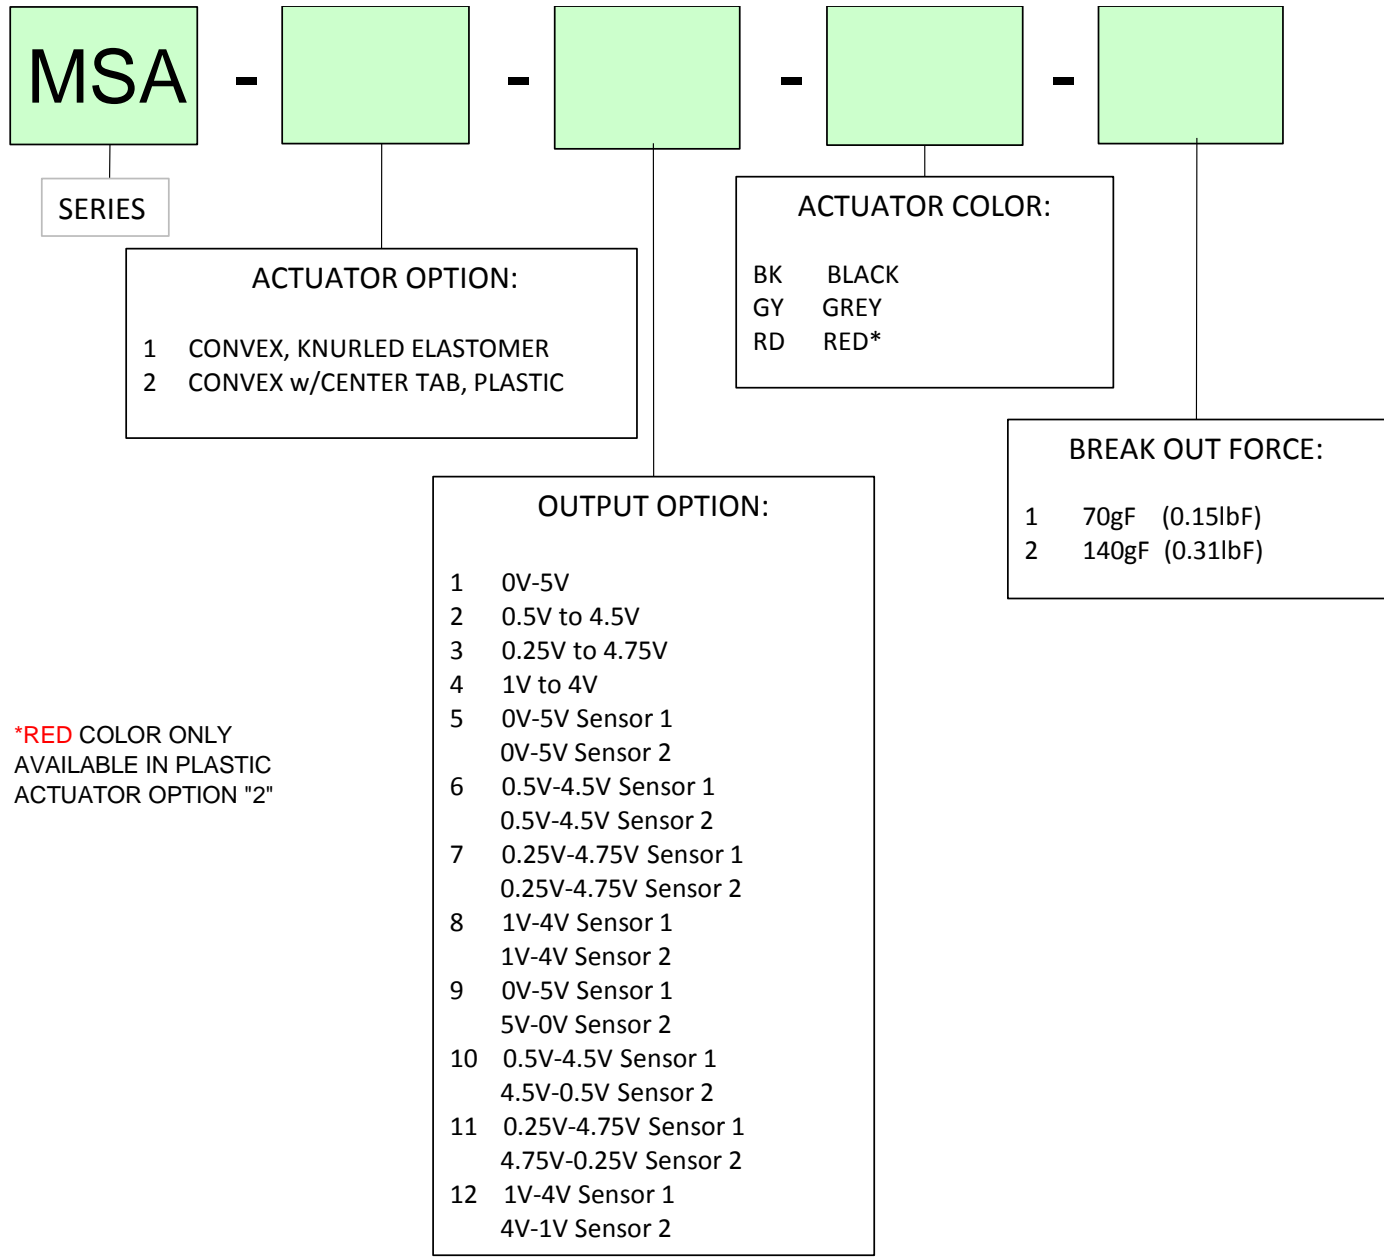 MSA - - - -
SERIES
ACTUATOR OPTION:
1 CONVEX, KNURLED ELASTOMER
2 CONVEX w/CENTER TAB, PLASTIC
OUTPUT OPTION:
1 0V-5V
2 0.5V to 4.5V
3 0.25V to 4.75V
4 1V to 4V
5 0V-5V Sensor 1
0V-5V Sensor 2
6 0.5V-4.5V Sensor 1
0.5V-4.5V Sensor 2
7 0.25V-4.75V Sensor 1
0.25V-4.75V Sensor 2
8 1V-4V Sensor 1
1V-4V Sensor 2
9 0V-5V Sensor 1
5V-0V Sensor 2
10 0.5V-4.5V Sensor 1
4.5V-0.5V Sensor 2
11 0.25V-4.75V Sensor 1
4.75V-0.25V Sensor 2
12 1V-4V Sensor 1
4V-1V Sensor 2
ACTUATOR COLOR:
BK BLACK
GY GREY
RD RED*
BREAK OUT FORCE:
1 70gF (0.15lbF)
2 140gF (0.31lbF)
*RED COLOR ONLY
AVAILABLE IN PLASTIC
ACTUATOR OPTION "2"